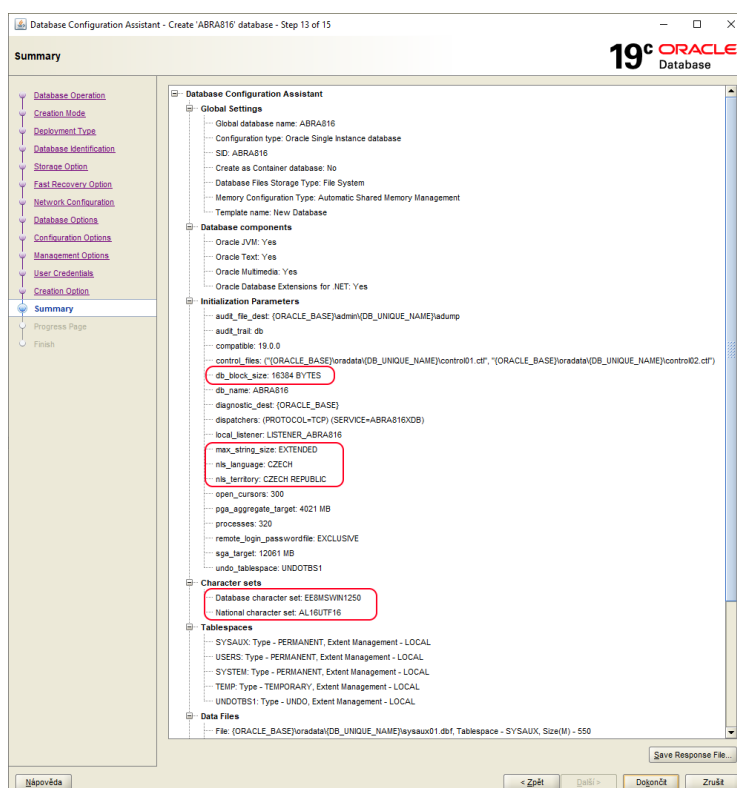 Database Configuration Assistant - Create 'ABRA816' database - Step 13 of 15
Summary
19c ORACLE
Database
Database Operation
Creation Mode
Deployment Type
Database Identification
Storage Option
Fast Recovery Option
Network Configuration
Database Options
Configuration Options
Management Options
User Credentials
Creation Option
Summary
Progress Page
Finish
Database Configuration Assistant
Global Settings
Global database name: ABRA816
Configuration type: Oracle Single Instance database
SID: ABRA816
Create as Container database: No
Database Files Storage Type: File System
Memory Configuration Type: Automatic Shared Memory Management
Template name: New Database
Database components
Oracle JVM: Yes
Oracle Text: Yes
Oracle Multimedia: Yes
Oracle Database Extensions for .NET: Yes
Initialization Parameters
audit_file_dest: {ORACLE_BASE}\admin\{DB_UNIQUE_NAME}\adump
audit_trail: db
compatible: 19.0.0
control_files: ("{ORACLE_BASE}\oradata\{DB_UNIQUE_NAME}\control01.ctl", "{ORACLE_BASE}\oradata\{DB_UNIQUE_NAME}\control02.ctl")
db_block_size: 16384 BYTES
db_name: ABRA816
diagnostic_dest: {ORACLE_BASE}
dispatchers: (PROTOCOL=TCP) (SERVICE=ABRA816XDB)
local_listener: LISTENER_ABRA816
max_string_size: EXTENDED
nls_language: CZECH
nls_territory: CZECH REPUBLIC
open_cursors: 300
pga_aggregate_target: 4021 MB
processes: 320
remote_login_passwordfile: EXCLUSIVE
sga_target: 12061 MB
undo_tablespace: UNDOTBS1
Character sets
Database character set: EE8MSWIN1250
National character set: AL16UTF16
Tablespaces
SYSAUX: Type - PERMANENT, Extent Management - LOCAL
USERS: Type - PERMANENT, Extent Management - LOCAL
SYSTEM: Type - PERMANENT, Extent Management - LOCAL
TEMP: Type - TEMPORARY, Extent Management - LOCAL
UNDOTBS1: Type - UNDO, Extent Management - LOCAL
Data Files
File: {ORACLE_BASE}\oradata\{DB_UNIQUE_NAME}\sysaux01.dbf, Tablespace - SYSAUX, Size(M) - 550
Save Response File...
Nápověda
< Zpět
Další >
Dokončit
Zrušit